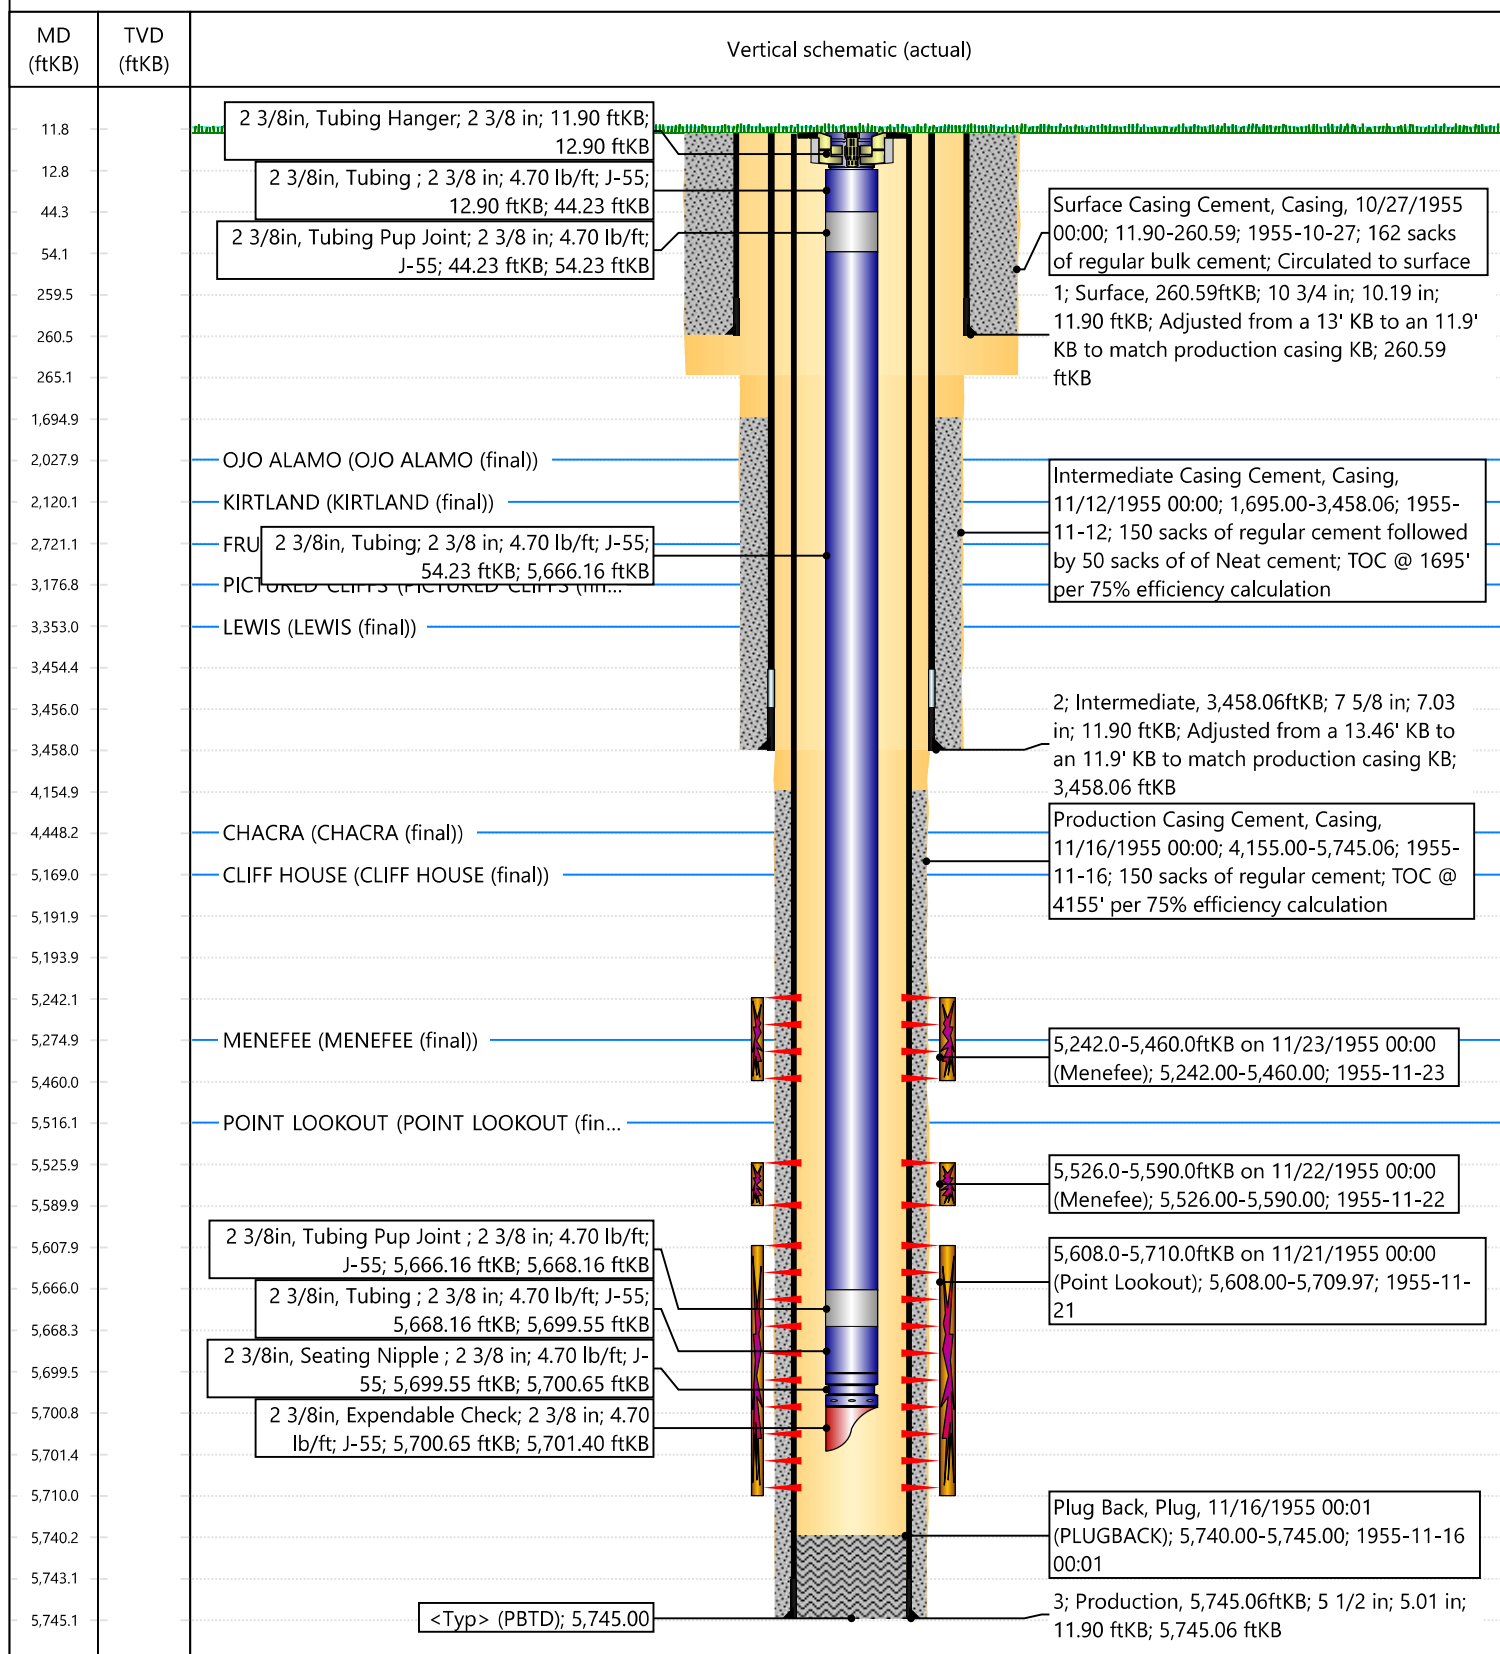 MD
(ftKB)
TVD
(ftKB)
Vertical schematic (actual)
11.8
12.8
44.3
54.1
259.5
260.5
265.1
1,694.9
2,027.9
2,120.1
2,721.1
3,176.8
3,353.0
3,454.4
3,456.0
3,458.0
4,154.9
4,448.2
5,169.0
5,191.9
5,193.9
5,242.1
5,274.9
5,460.0
5,516.1
5,525.9
5,589.9
5,607.9
5,666.0
5,668.3
5,699.5
5,700.8
5,701.4
5,710.0
5,740.2
5,743.1
5,745.1
2 3/8in, Tubing Hanger; 2 3/8 in; 11.90 ftKB;
12.90 ftKB
2 3/8in, Tubing ; 2 3/8 in; 4.70 lb/ft; J-55;
12.90 ftKB; 44.23 ftKB
2 3/8in, Tubing Pup Joint; 2 3/8 in; 4.70 lb/ft;
J-55; 44.23 ftKB; 54.23 ftKB
OJO ALAMO (OJO ALAMO (final))
KIRTLAND (KIRTLAND (final))
FRU
2 3/8in, Tubing; 2 3/8 in; 4.70 lb/ft; J-55;
54.23 ftKB; 5,666.16 ftKB
PICTURED CLIFFS (PICTURED CLIFFS (fin...
LEWIS (LEWIS (final))
CHACRA (CHACRA (final))
CLIFF HOUSE (CLIFF HOUSE (final))
MENEFEE (MENEFEE (final))
POINT LOOKOUT (POINT LOOKOUT (fin...
2 3/8in, Tubing Pup Joint ; 2 3/8 in; 4.70 lb/ft;
J-55; 5,666.16 ftKB; 5,668.16 ftKB
2 3/8in, Tubing ; 2 3/8 in; 4.70 lb/ft; J-55;
5,668.16 ftKB; 5,699.55 ftKB
2 3/8in, Seating Nipple ; 2 3/8 in; 4.70 lb/ft; J-
55; 5,699.55 ftKB; 5,700.65 ftKB
2 3/8in, Expendable Check; 2 3/8 in; 4.70
lb/ft; J-55; 5,700.65 ftKB; 5,701.40 ftKB
<Typ> (PBTD); 5,745.00
Surface Casing Cement, Casing, 10/27/1955
00:00; 11.90-260.59; 1955-10-27; 162 sacks
of regular bulk cement; Circulated to surface
1; Surface, 260.59ftKB; 10 3/4 in; 10.19 in;
11.90 ftKB; Adjusted from a 13' KB to an 11.9'
KB to match production casing KB; 260.59
ftKB
Intermediate Casing Cement, Casing,
11/12/1955 00:00; 1,695.00-3,458.06; 1955-
11-12; 150 sacks of regular cement followed
by 50 sacks of of Neat cement; TOC @ 1695'
per 75% efficiency calculation
2; Intermediate, 3,458.06ftKB; 7 5/8 in; 7.03
in; 11.90 ftKB; Adjusted from a 13.46' KB to
an 11.9' KB to match production casing KB;
3,458.06 ftKB
Production Casing Cement, Casing,
11/16/1955 00:00; 4,155.00-5,745.06; 1955-
11-16; 150 sacks of regular cement; TOC @
4155' per 75% efficiency calculation
5,242.0-5,460.0ftKB on 11/23/1955 00:00
(Menefee); 5,242.00-5,460.00; 1955-11-23
5,526.0-5,590.0ftKB on 11/22/1955 00:00
(Menefee); 5,526.00-5,590.00; 1955-11-22
5,608.0-5,710.0ftKB on 11/21/1955 00:00
(Point Lookout); 5,608.00-5,709.97; 1955-11-
21
Plug Back, Plug, 11/16/1955 00:01
(PLUGBACK); 5,740.00-5,745.00; 1955-11-16
00:01
3; Production, 5,745.06ftKB; 5 1/2 in; 5.01 in;
11.90 ftKB; 5,745.06 ftKB